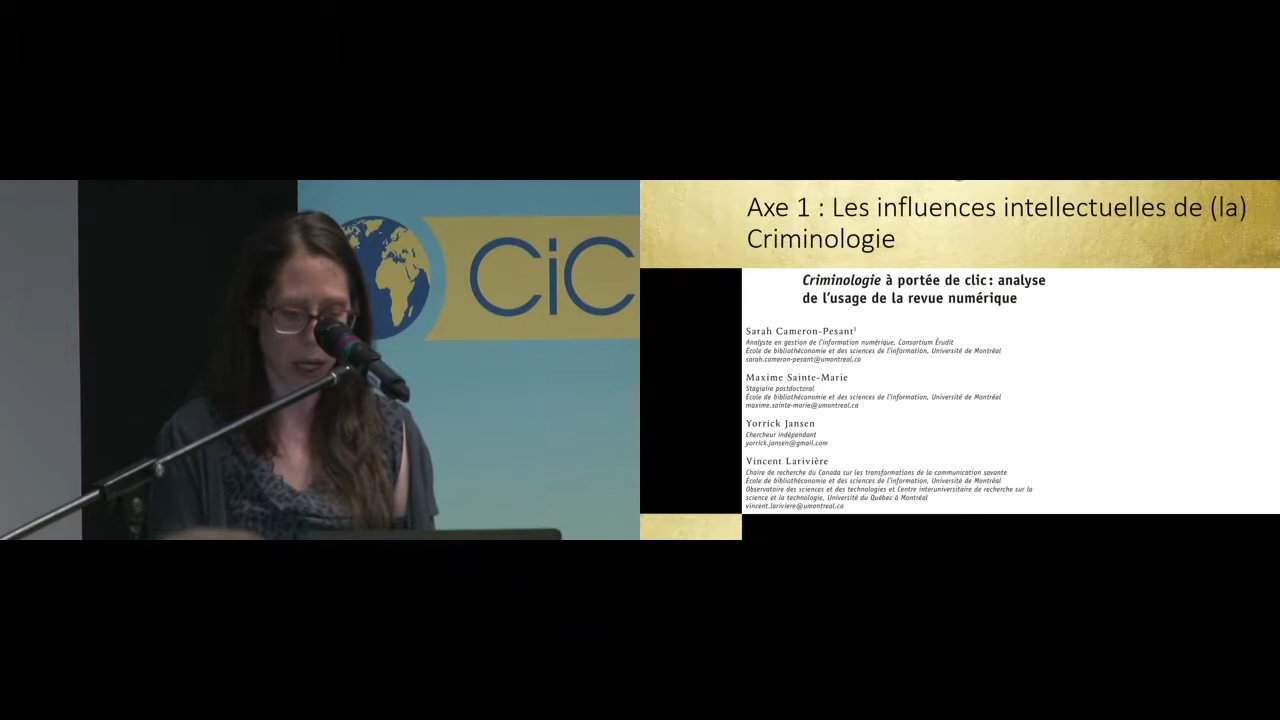 CiC
Axe 1 : Les influences intellectuelles de (la)
Criminologie
Criminologie à portée de clic : analyse
de l'usage de la revue numérique
Sarah Cameron-Pesant¹
Analyste en gestion de l'information numérique, Consortium Érudit
École de bibliothéconomie et des sciences de l'information, Université de Montréal
sarah.cameron-pesant@umontreal.ca
Maxime Sainte-Marie
Stagiaire postdoctoral
École de bibliothéconomie et des sciences de l'information, Université de Montréal
maxime.sainte-marie@umontreal.ca
Yorrick Jansen
Chercheur indépendant
yorrick.jansen@gmail.com
Vincent Larivière
Chaire de recherche du Canada sur les transformations de la communication savante
École de bibliothéconomie et des sciences de l'information, Université de Montréal
Observatoire des sciences et des technologies et Centre interuniversitaire de recherche sur la
science et la technologie, Université du Québec à Montréal
vincent.lariviere@umontreal.ca